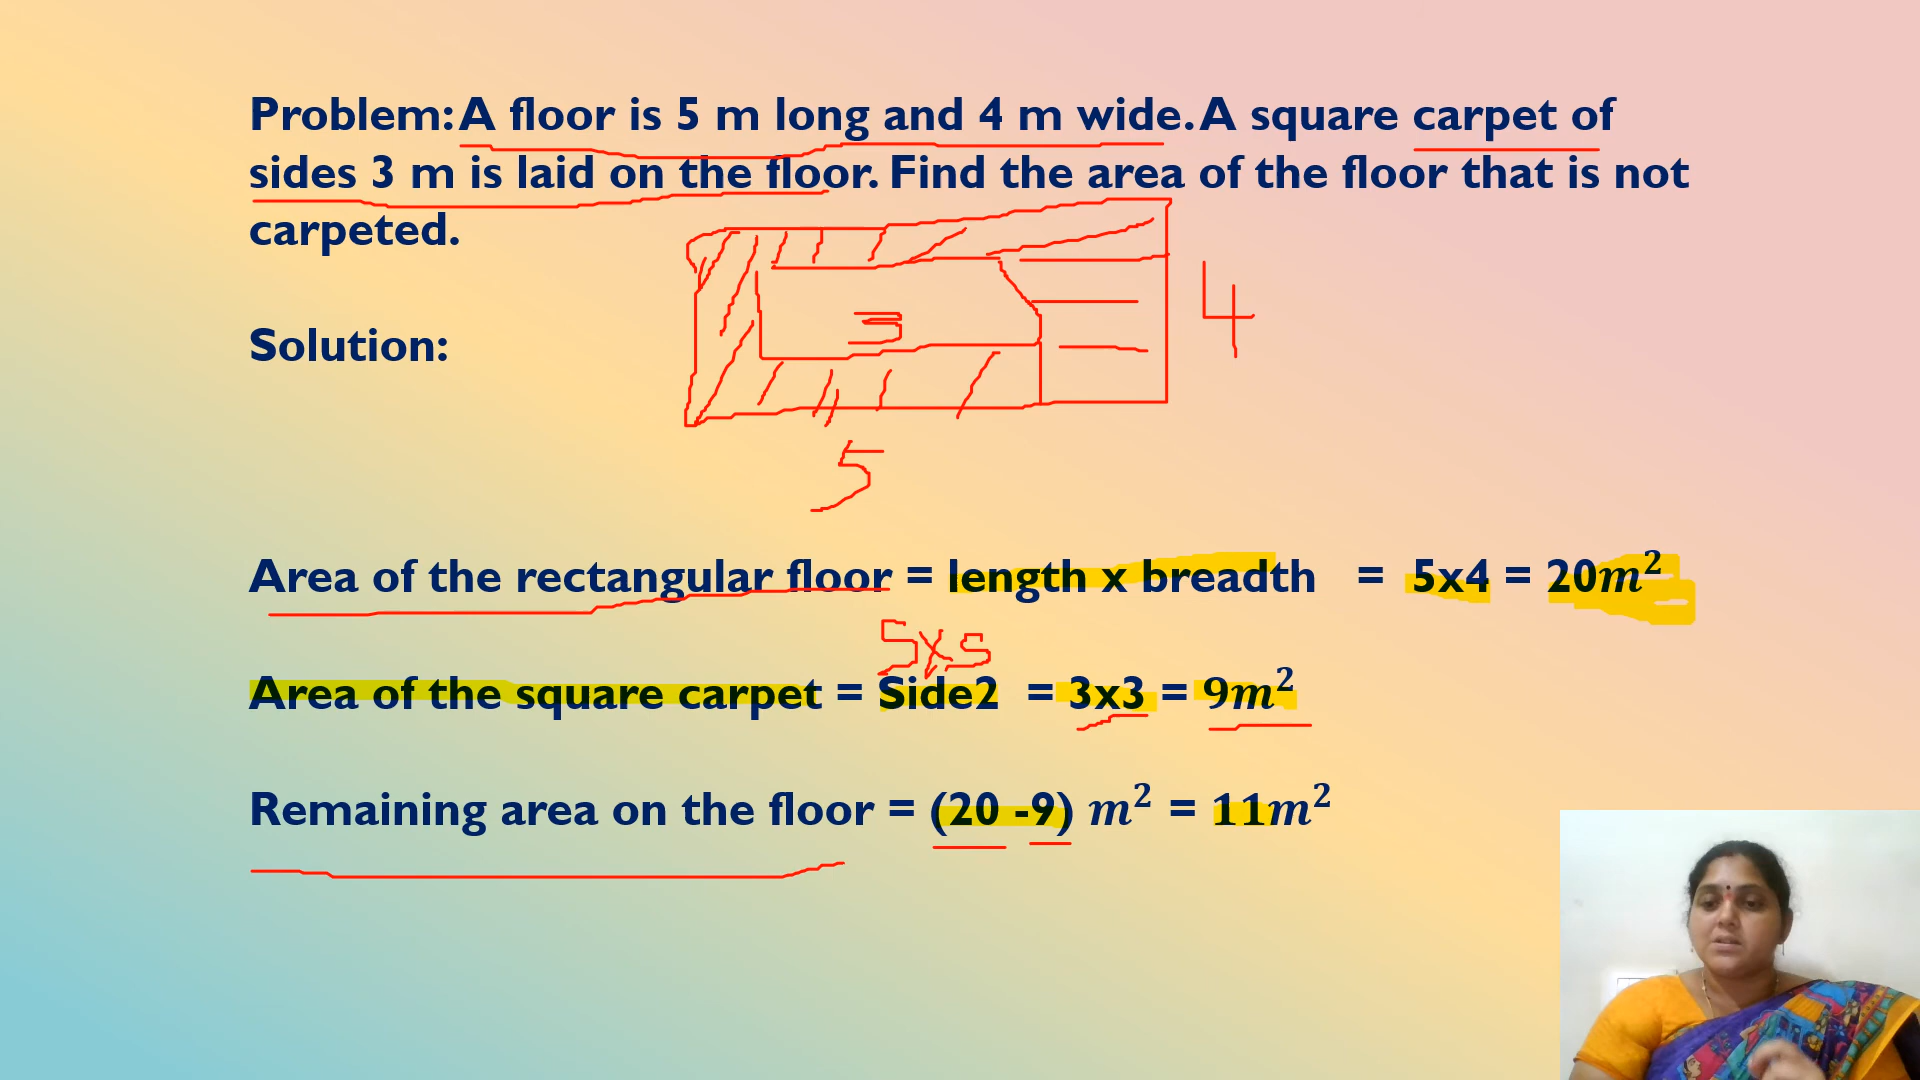 Problem: A floor is 5 m long and 4 m wide. A square carpet of
sides 3 m is laid on the floor. Find the area of the floor that is not
carpeted.
3
4
Solution:
5
Area of the rectangular floor = length x breadth = 5x4 = 20m²
SxS
Area of the square carpet = Side2 = 3x3 = 9m²
Remaining area on the floor = (20 -9) m² = 11m²